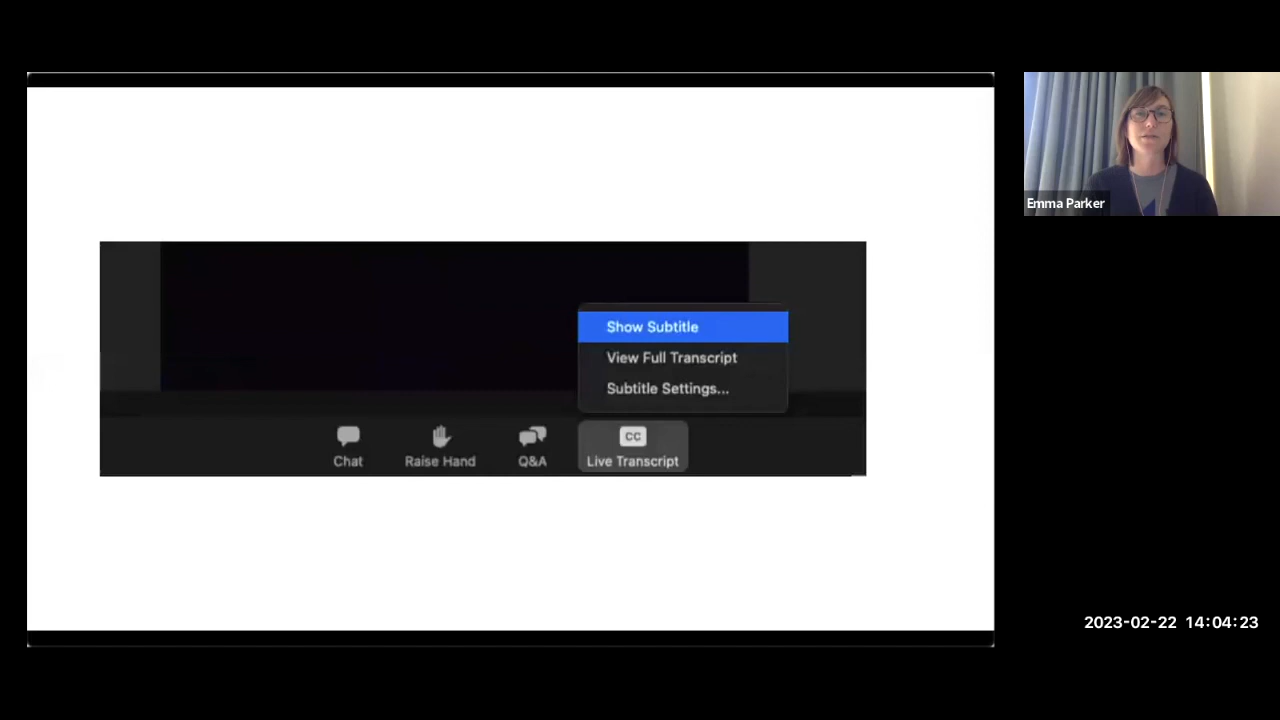 Show Subtitle
View Full Transcript
Subtitle Settings...
CC
Chat
Raise Hand
Q&A
Live Transcript
Emma Parker
2023-02-22 14:04:23